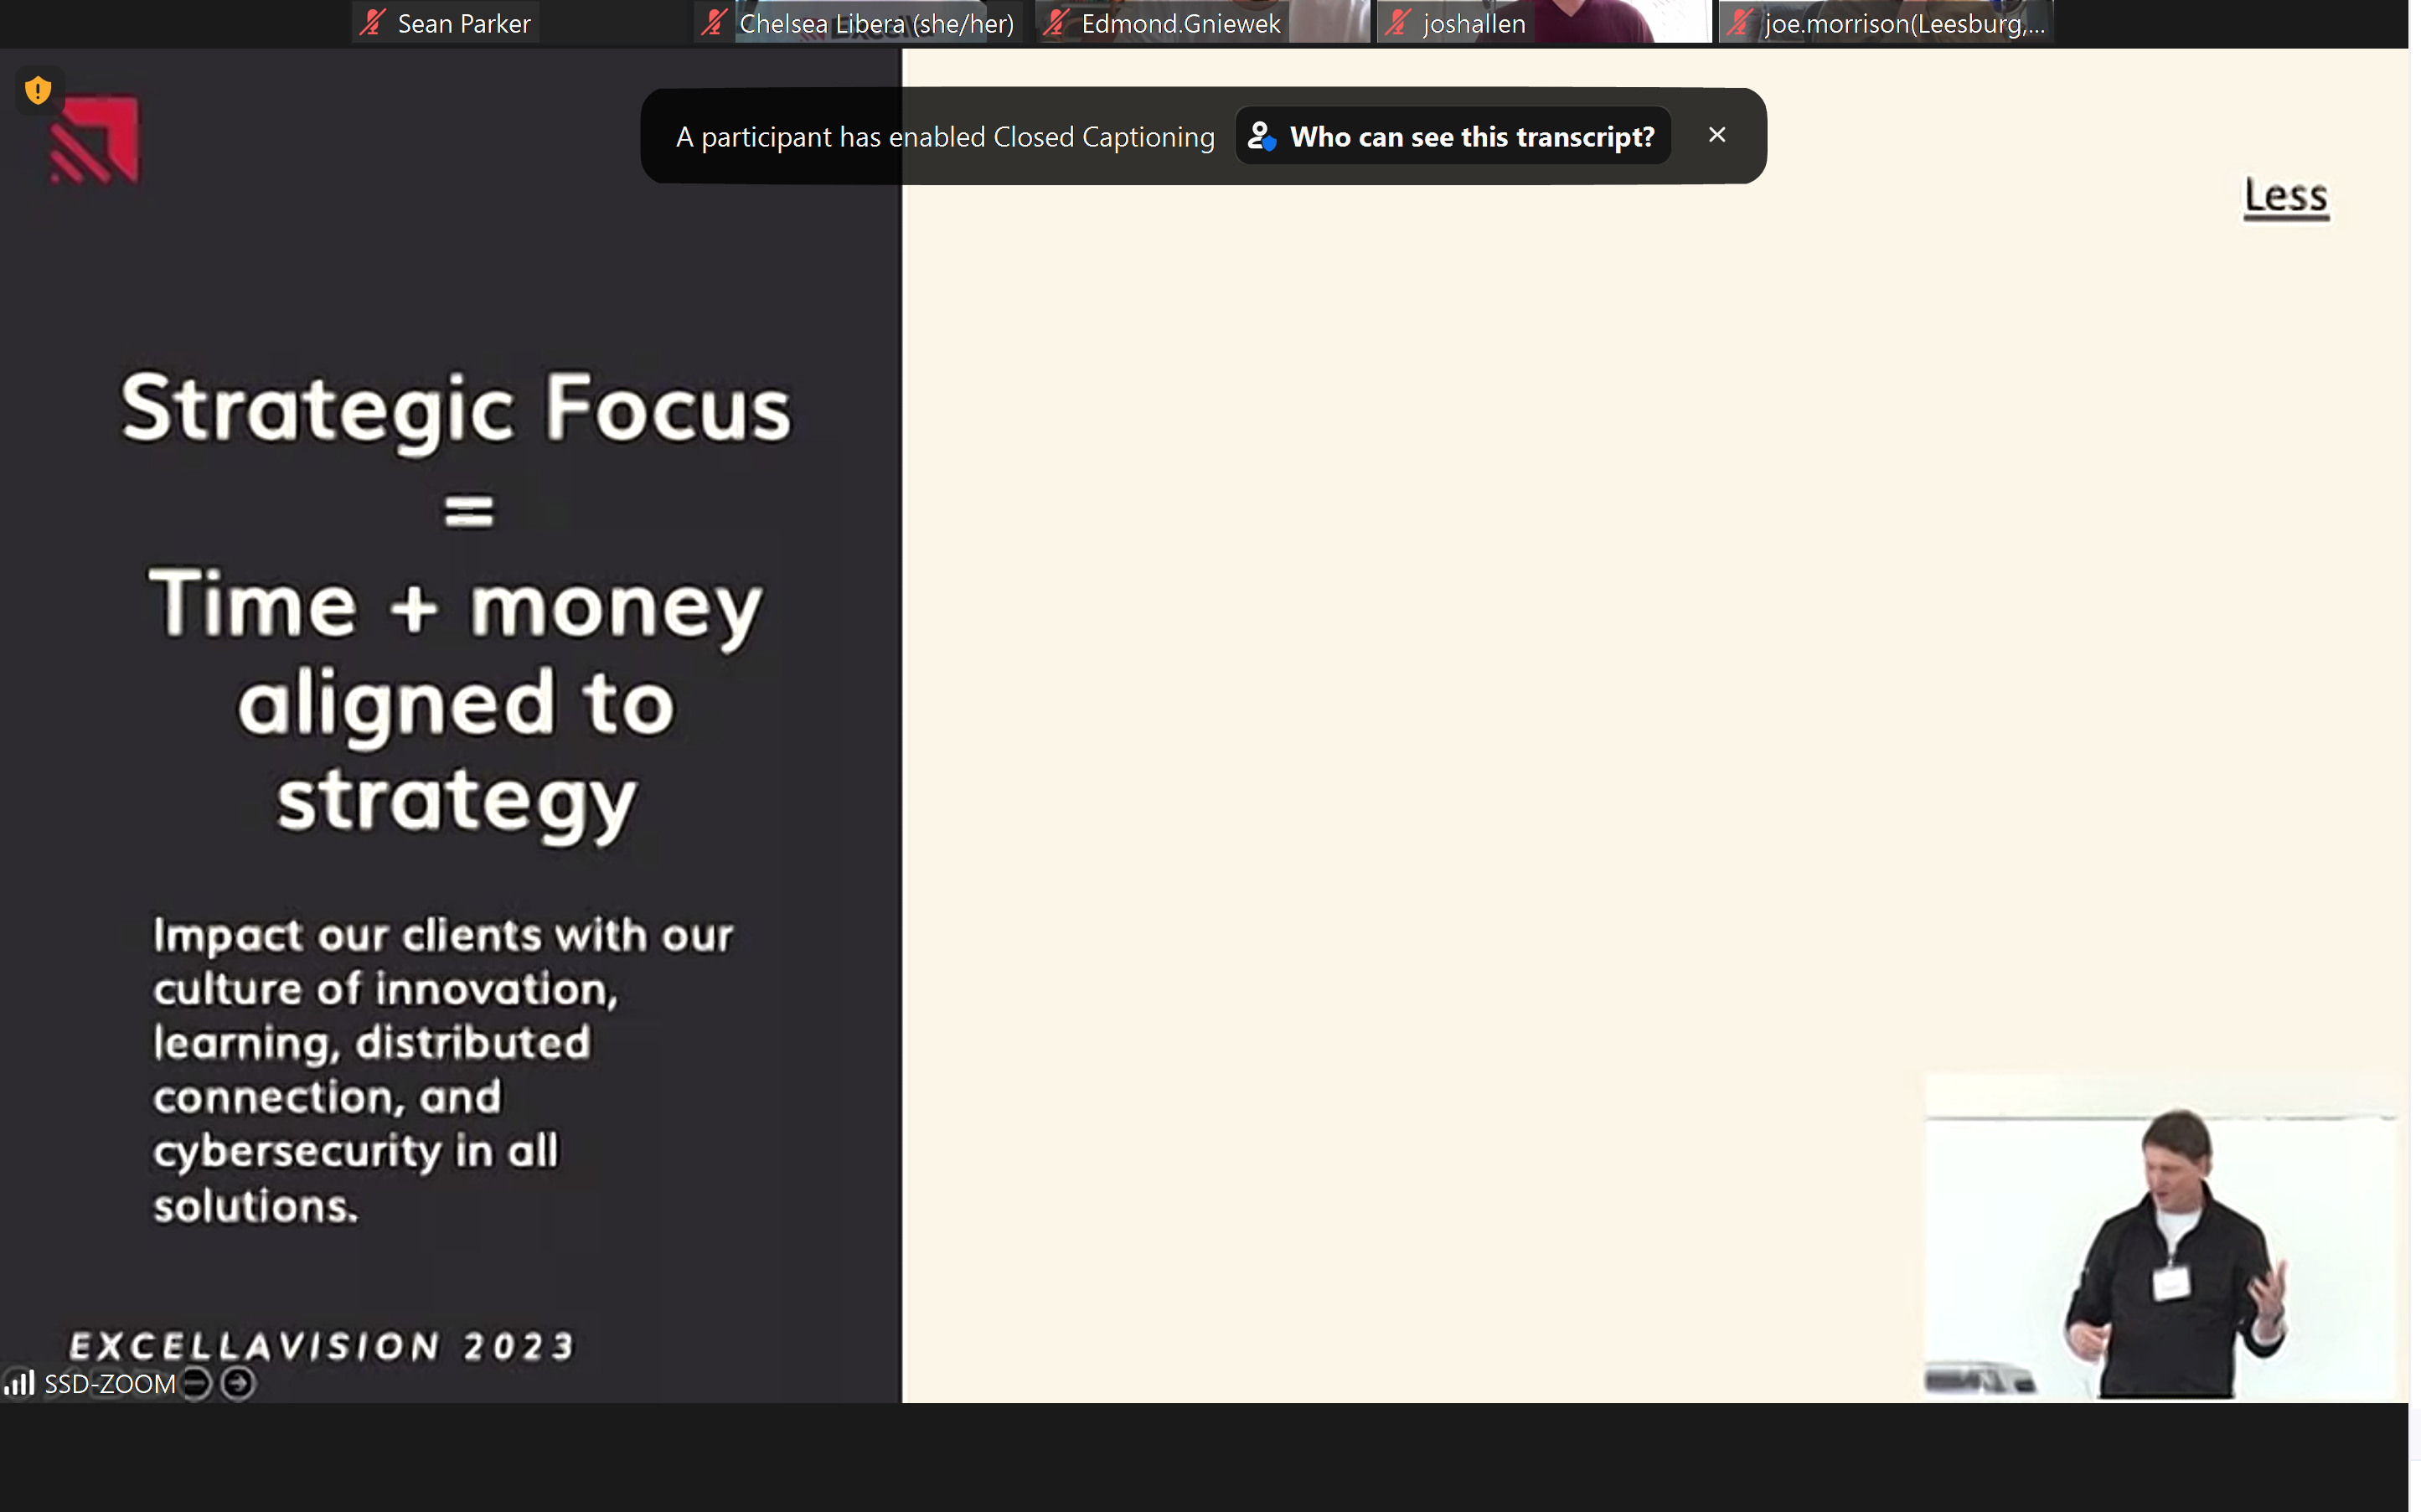 Sean Parker
Chelsea Libera (she/her)
Edmond.Gniewek
joshallen
joe.morrison(Leesburg,...
A participant has enabled Closed Captioning
Who can see this transcript?
Less
Strategic Focus
=
Time + money
aligned to
strategy
Impact our clients with our
culture of innovation,
learning, distributed
connection, and
cybersecurity in all
solutions.
EXCELLAVISION 2023
SSD-ZOOM